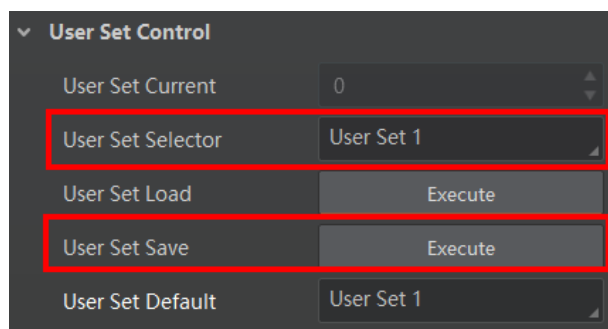 User Set Control
User Set Current 0
User Set Selector User Set 1
User Set Load Execute
User Set Save Execute
User Set Default User Set 1